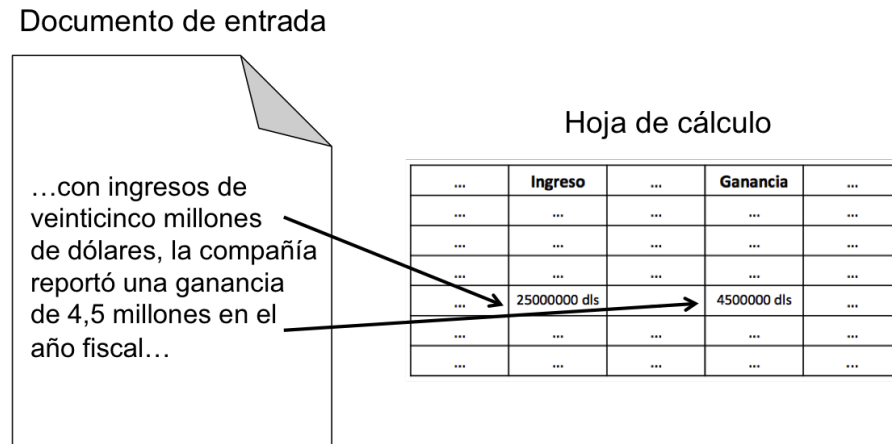 Documento de entrada
…con ingresos de
veinticinco millones
de dólares, la compañía
reportó una ganancia
de 4,5 millones en el
año fiscal…
Hoja de cálculo
... Ingreso ... Ganancia ...
... ... ... ... ...
... ... ... ... ...
... ... ... ... ...
... 25000000 dls ... 4500000 dls ...
... ... ... ... ...
... ... ... ... ...